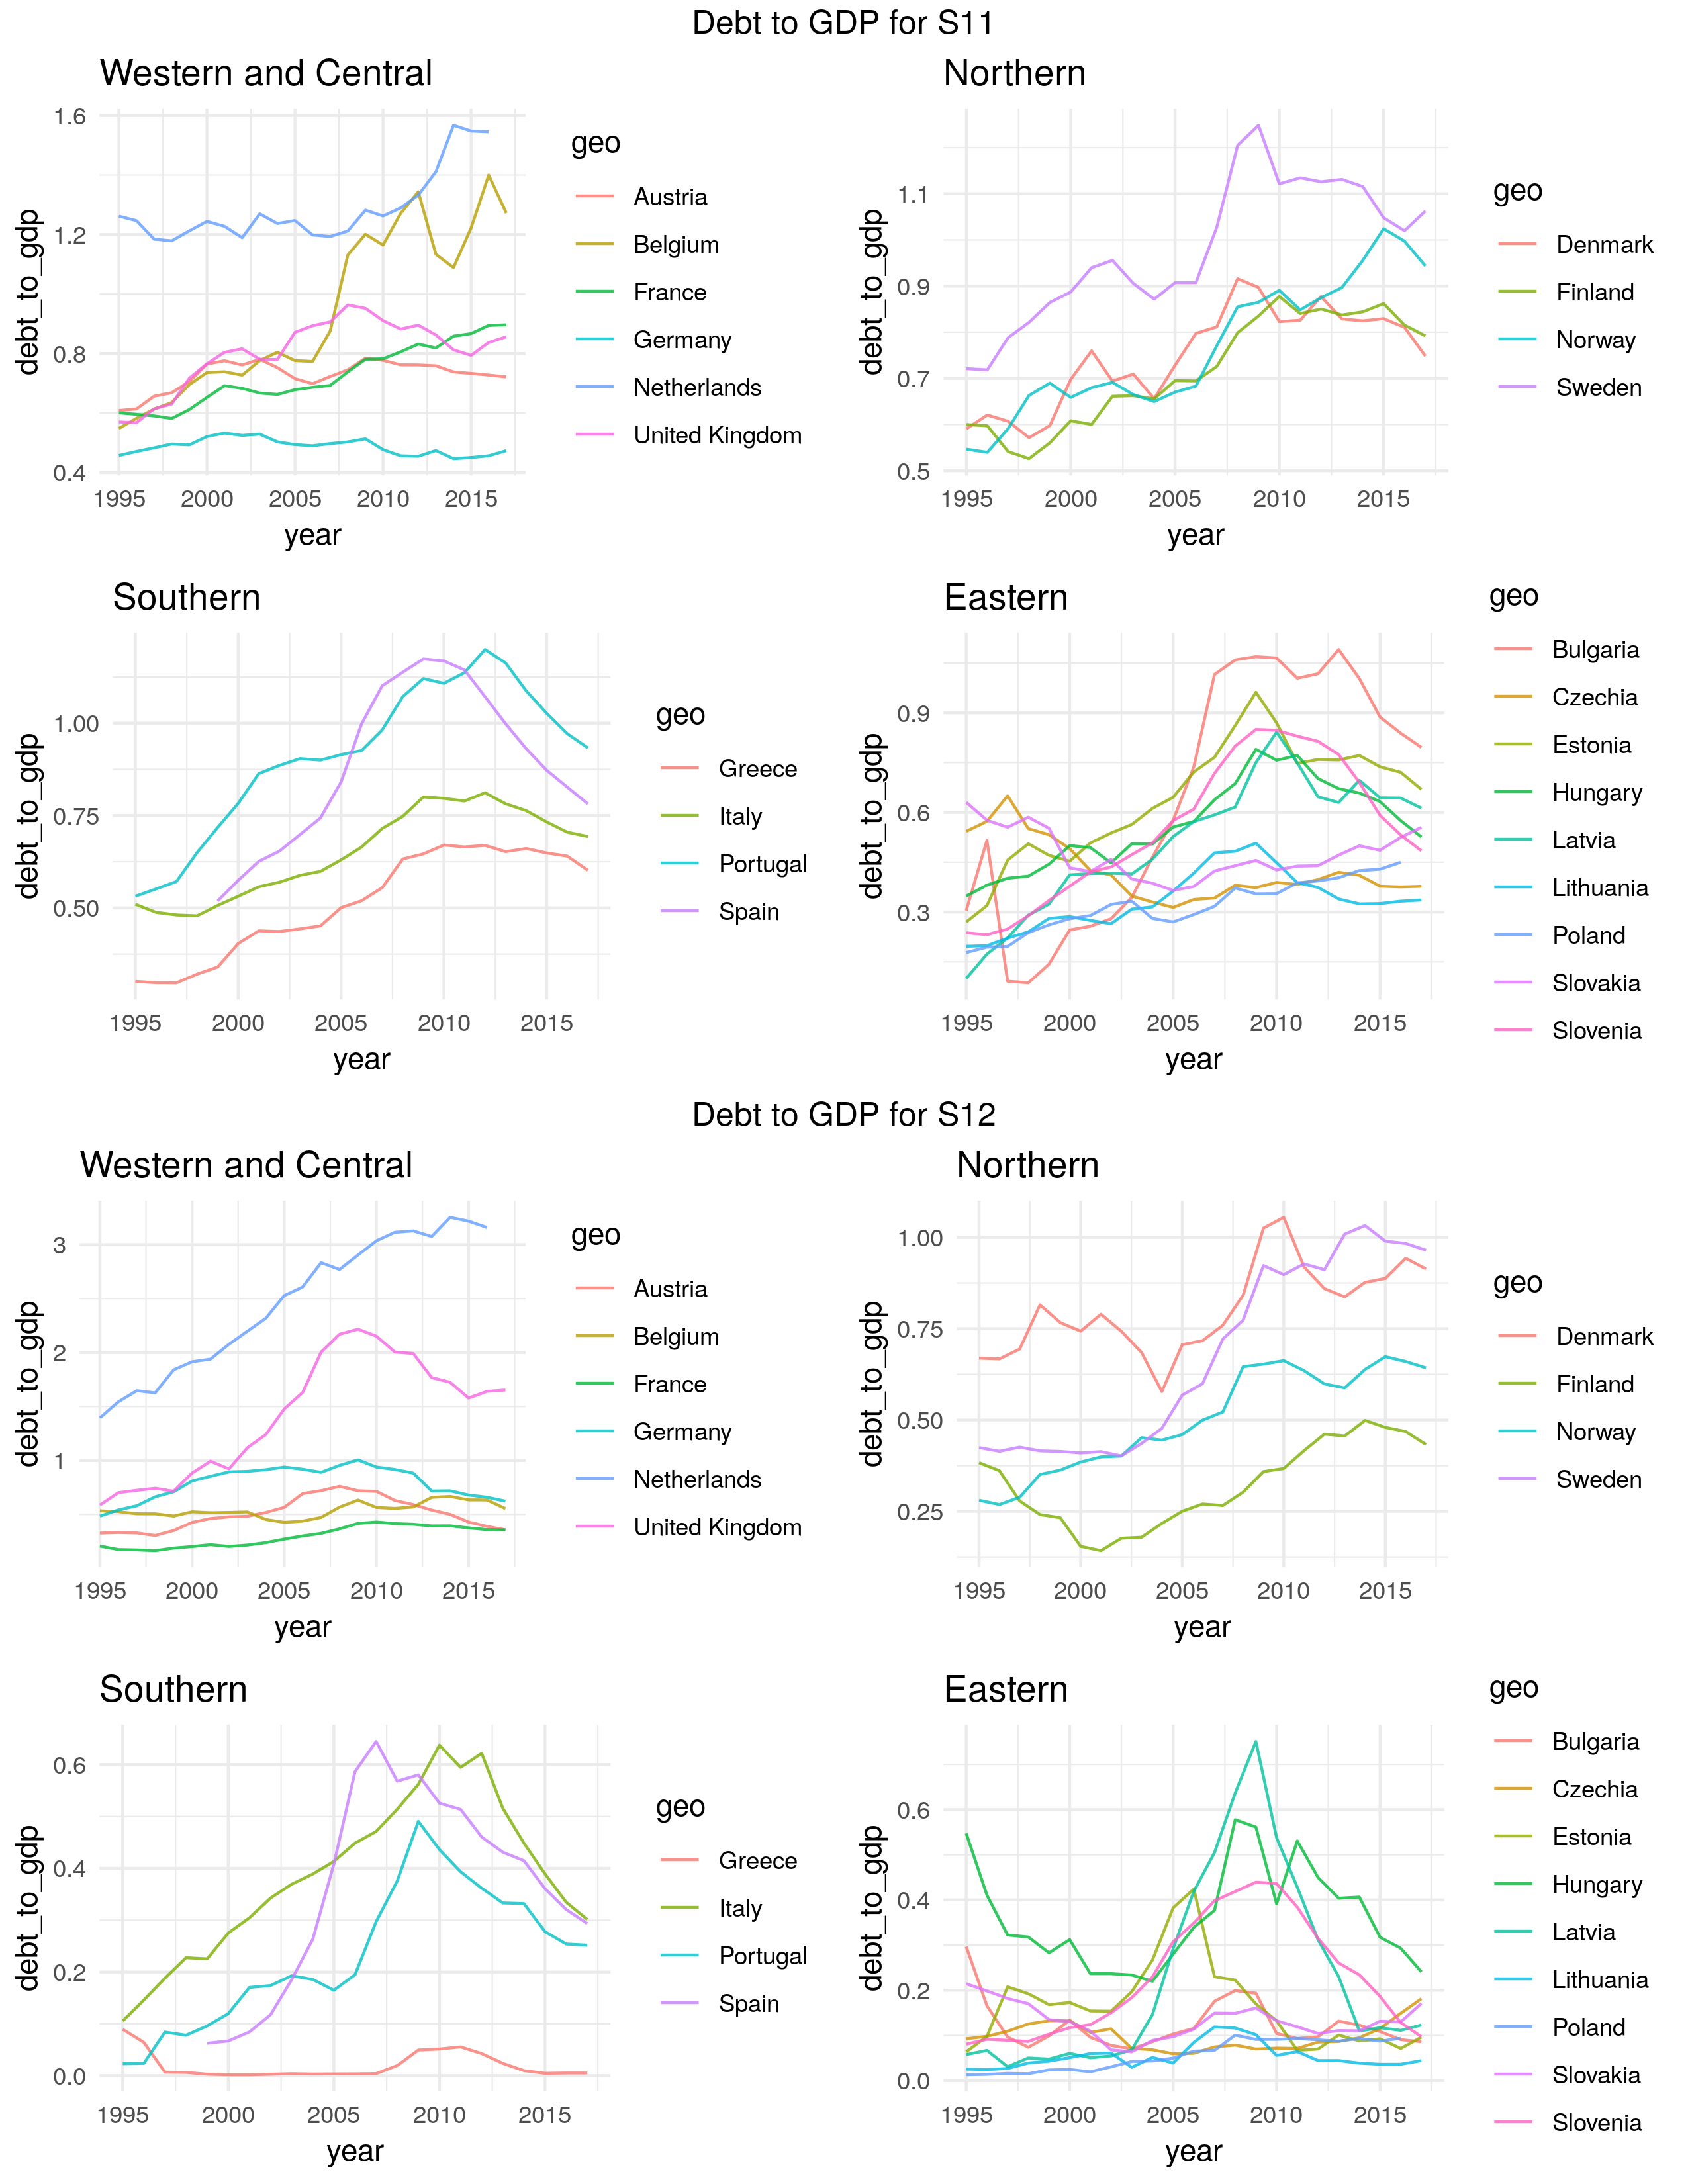 Debt to GDP for S11
Western and Central
debt_to_gdp
1.6
1.2
0.8
0.4
1995 2000 2005 2010 2015
year
geo
Austria
Belgium
France
Germany
Netherlands
United Kingdom
Northern
debt_to_gdp
1.1
0.9
0.7
0.5
1995 2000 2005 2010 2015
year
geo
Denmark
Finland
Norway
Sweden
Southern
debt_to_gdp
1.00
0.75
0.50
1995 2000 2005 2010 2015
year
geo
Greece
Italy
Portugal
Spain
Eastern
debt_to_gdp
0.9
0.6
0.3
1995 2000 2005 2010 2015
year
geo
Bulgaria
Czechia
Estonia
Hungary
Latvia
Lithuania
Poland
Slovakia
Slovenia
Debt to GDP for S12
Western and Central
debt_to_gdp
3
2
1
1995 2000 2005 2010 2015
year
geo
Austria
Belgium
France
Germany
Netherlands
United Kingdom
Northern
debt_to_gdp
1.00
0.75
0.50
0.25
1995 2000 2005 2010 2015
year
geo
Denmark
Finland
Norway
Sweden
Southern
debt_to_gdp
0.6
0.4
0.2
0.0
1995 2000 2005 2010 2015
year
geo
Greece
Italy
Portugal
Spain
Eastern
debt_to_gdp
0.6
0.4
0.2
0.0
1995 2000 2005 2010 2015
year
geo
Bulgaria
Czechia
Estonia
Hungary
Latvia
Lithuania
Poland
Slovakia
Slovenia